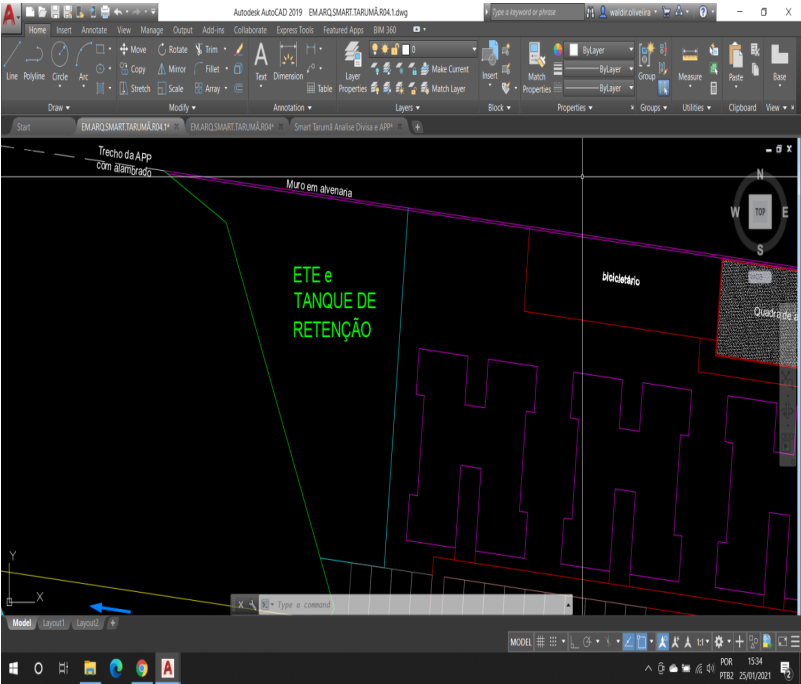 Autodesk AutoCAD 2019 EM.ARQ.SMART.TARUMÃ.R04.1.dwg
Type a keyword or phrase
waldir.oliveira
Home Insert Annotate View Manage Output Add-ins Collaborate Express Tools Featured Apps BIM 360
Line Polyline Circle Arc
Move Rotate Trim
Copy Mirror Fillet
Stretch Scale Array
Text Dimension
Table
Layer Properties
0
Make Current
Match Layer
Insert
Match Properties
ByLayer
ByLayer
ByLayer
Group
Measure
Paste
Base
Draw Modify Annotation Layers Block Properties Groups Utilities Clipboard View
Start EM.ARQ.SMART.TARUMÃ.R04.1* EM.ARQ.SMART.TARUMÃ.R04* Smart Tarumã Analise Divisa e APP*
Trecho da APP
com alambrado
Muro em alvenaria
N
W TOP E
S
bicicletário
ETE e
TANQUE DE
RETENÇÃO
Quadra de a
Y
X
Type a command
Model Layout1 Layout2
MODEL 1:1
POR 15:34
PTB2 25/01/2021